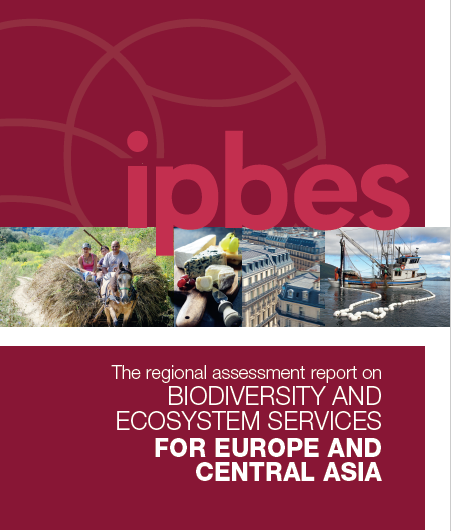 ipbes
The regional assessment report on
BIODIVERSITY AND
ECOSYSTEM SERVICES
FOR EUROPE AND
CENTRAL ASIA